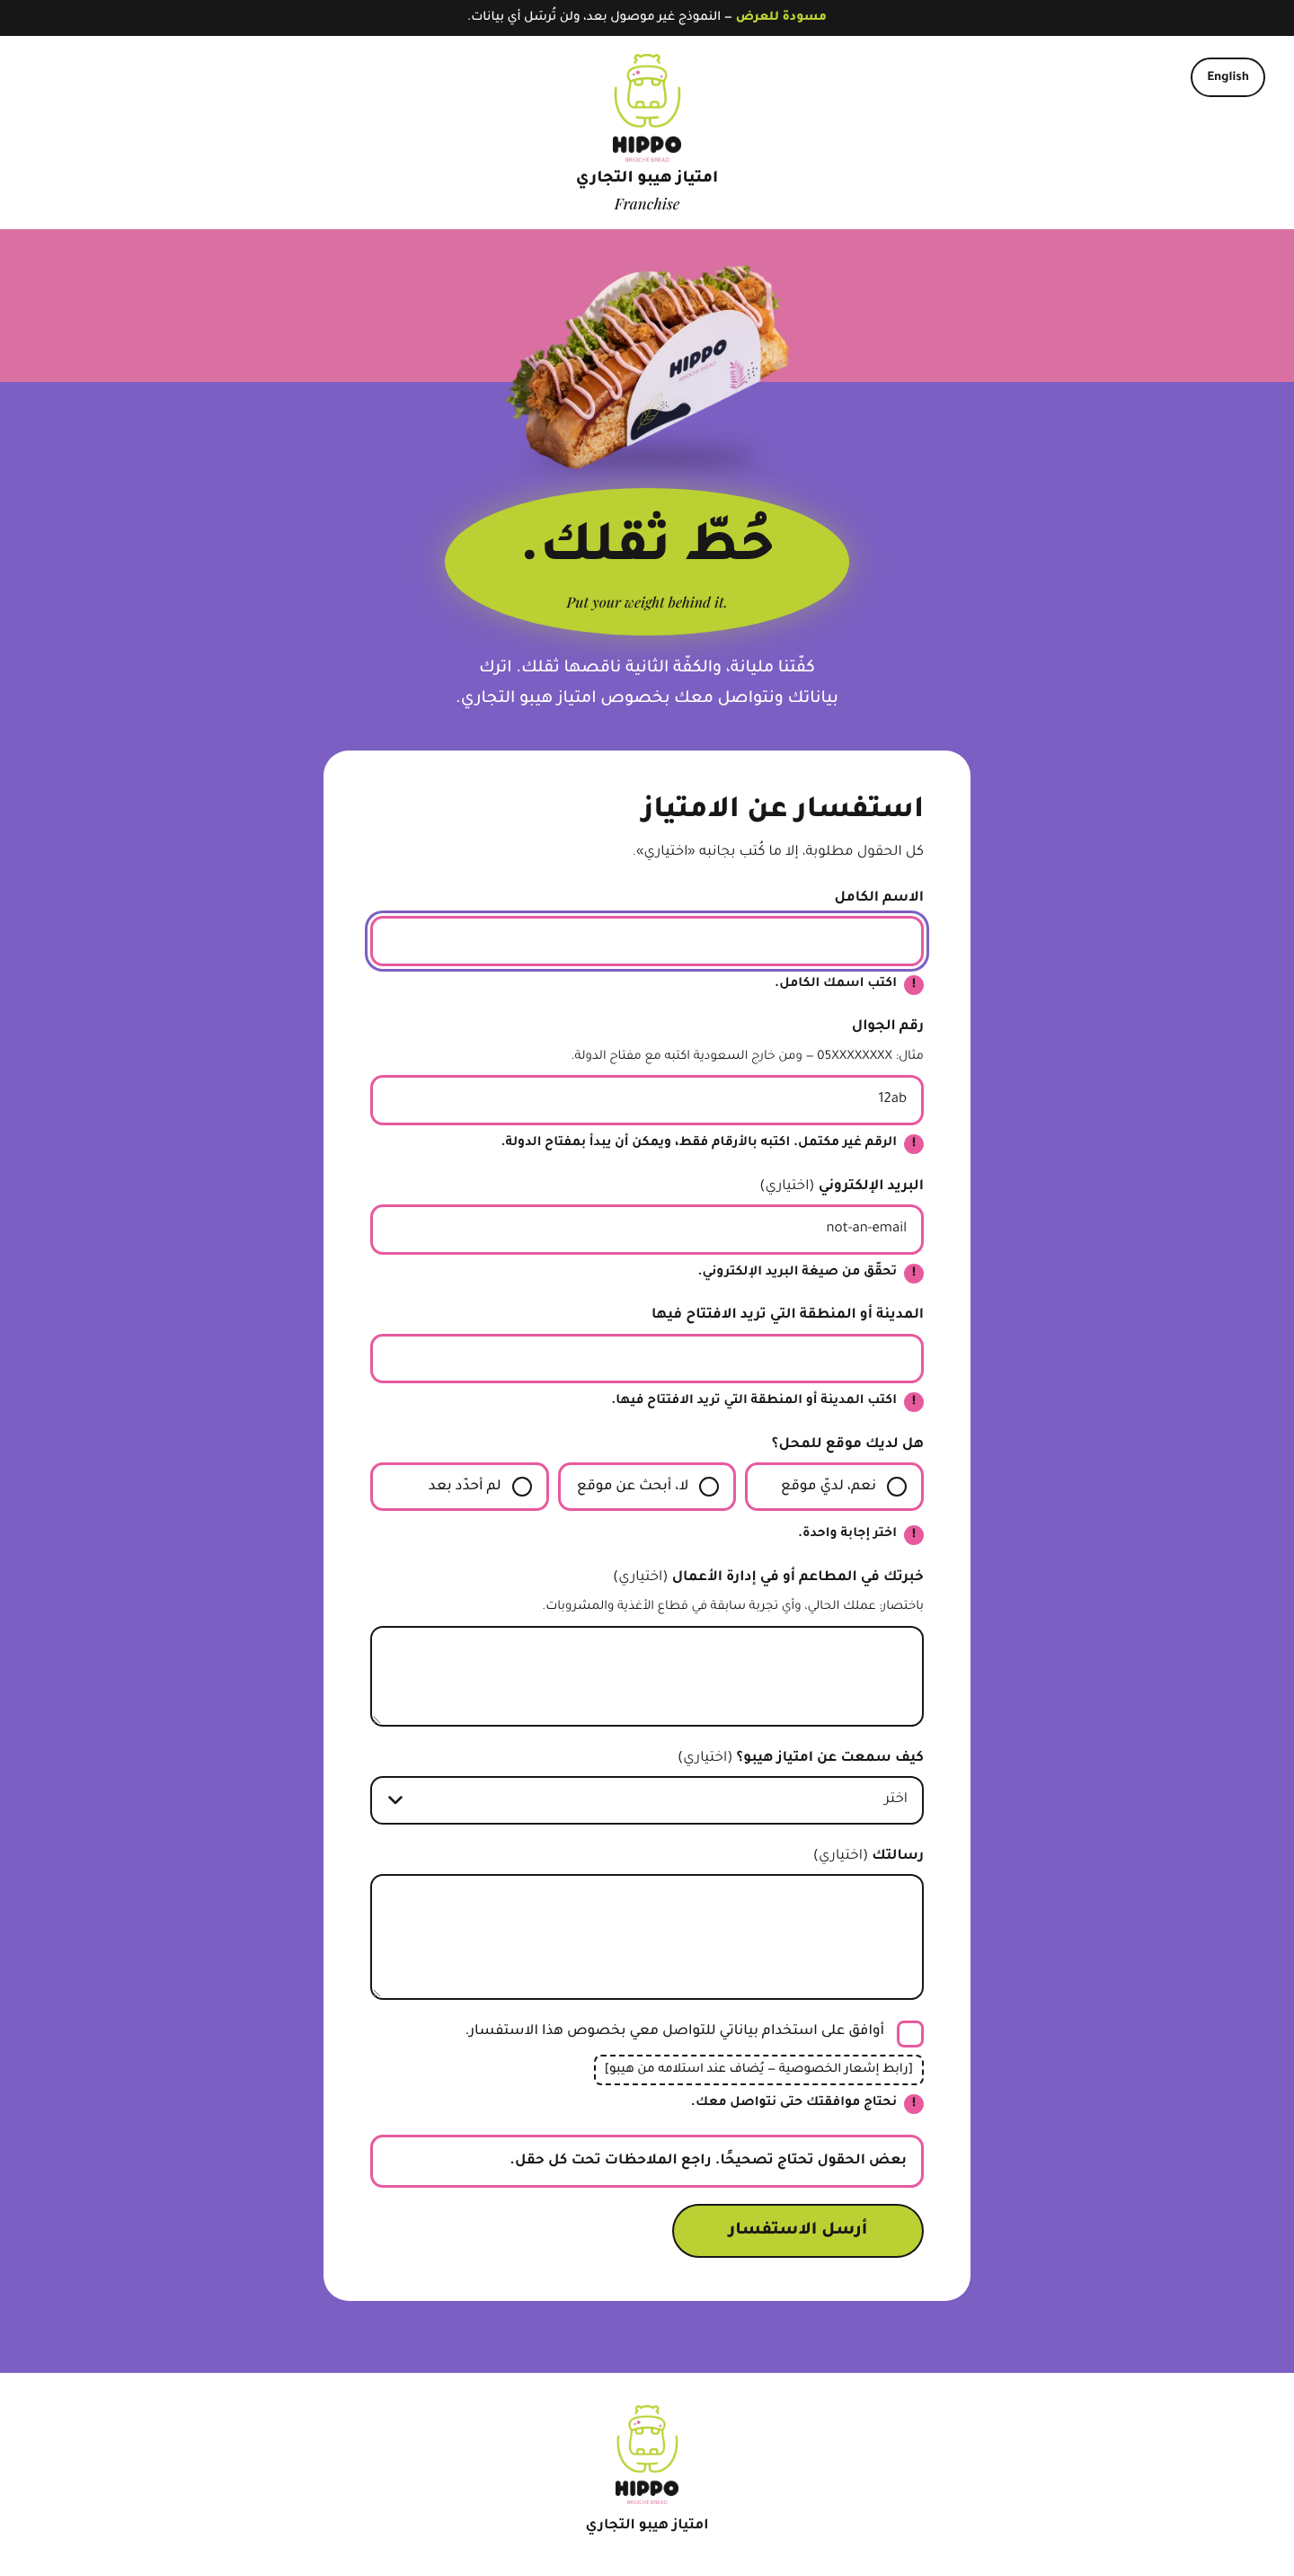 مسودة للعرض – النموذج غير موصول بعد، ولن تُرسَل أي بيانات.
English
HIPPO
BRIOCHE BREAD
امتياز هيبو التجاري
Franchise
HIPPO
BRIOCHE BREAD
حُطّ ثقلك.
Put your weight behind it.
كفّتنا مليانة، والكفّة الثانية ناقصها ثقلك. اترك
بياناتك ونتواصل معك بخصوص امتياز هيبو التجاري.
استفسار عن الامتياز
كل الحقول مطلوبة، إلا ما كُتب بجانبه «اختياري».
الاسم الكامل
! اكتب اسمك الكامل.
رقم الجوال
مثال: 05XXXXXXXX – ومن خارج السعودية اكتبه مع مفتاح الدولة.
12ab
! الرقم غير مكتمل. اكتبه بالأرقام فقط، ويمكن أن يبدأ بمفتاح الدولة.
البريد الإلكتروني (اختياري)
not-an-email
! تحقّق من صيغة البريد الإلكتروني.
المدينة أو المنطقة التي تريد الافتتاح فيها
! اكتب المدينة أو المنطقة التي تريد الافتتاح فيها.
هل لديك موقع للمحل؟
نعم، لديّ موقع
لا، أبحث عن موقع
لم أحدّد بعد
! اختر إجابة واحدة.
خبرتك في المطاعم أو في إدارة الأعمال (اختياري)
باختصار: عملك الحالي، وأي تجربة سابقة في قطاع الأغذية والمشروبات.
كيف سمعت عن امتياز هيبو؟ (اختياري)
اختر
رسالتك (اختياري)
أوافق على استخدام بياناتي للتواصل معي بخصوص هذا الاستفسار.
[رابط إشعار الخصوصية – يُضاف عند استلامه من هيبو]
! نحتاج موافقتك حتى نتواصل معك.
بعض الحقول تحتاج تصحيحًا. راجع الملاحظات تحت كل حقل.
أرسل الاستفسار
HIPPO
BRIOCHE BREAD
امتياز هيبو التجاري